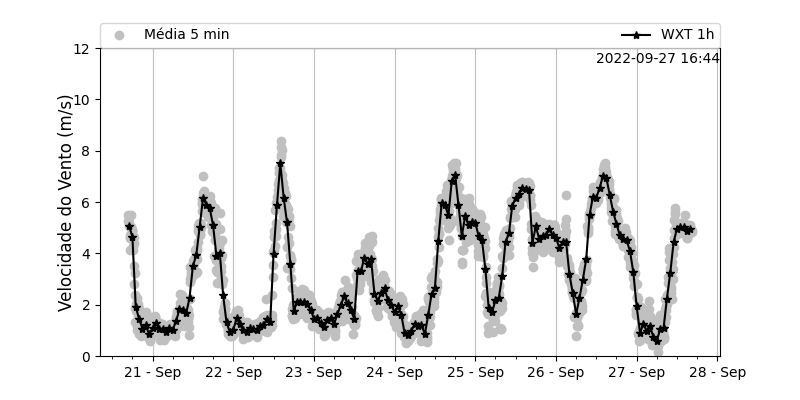 Média 5 min
WXT 1h
2022-09-27 16:44
Velocidade do Vento (m/s)
12
10
8
6
4
2
0
21 - Sep 22 - Sep 23 - Sep 24 - Sep 25 - Sep 26 - Sep 27 - Sep 28 - Sep